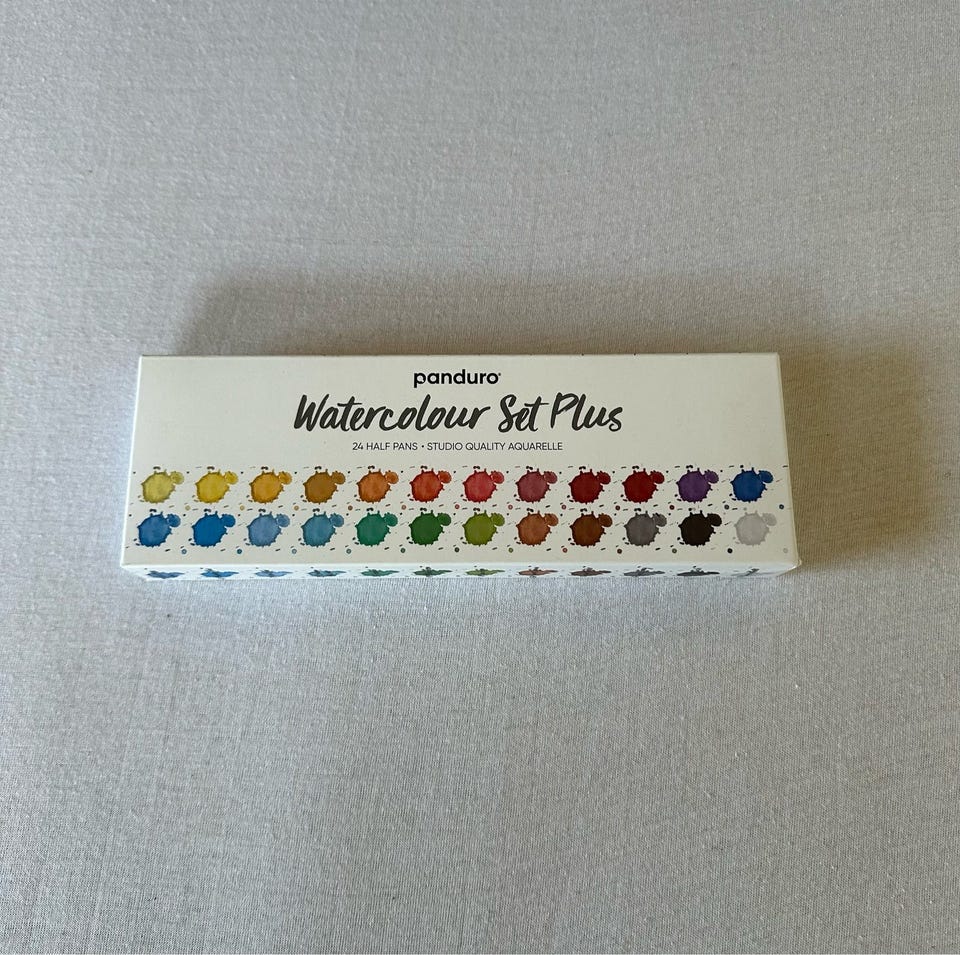 panduro
Watercolour Set Plus
24 HALF PANS • STUDIO QUALITY AQUARELLE